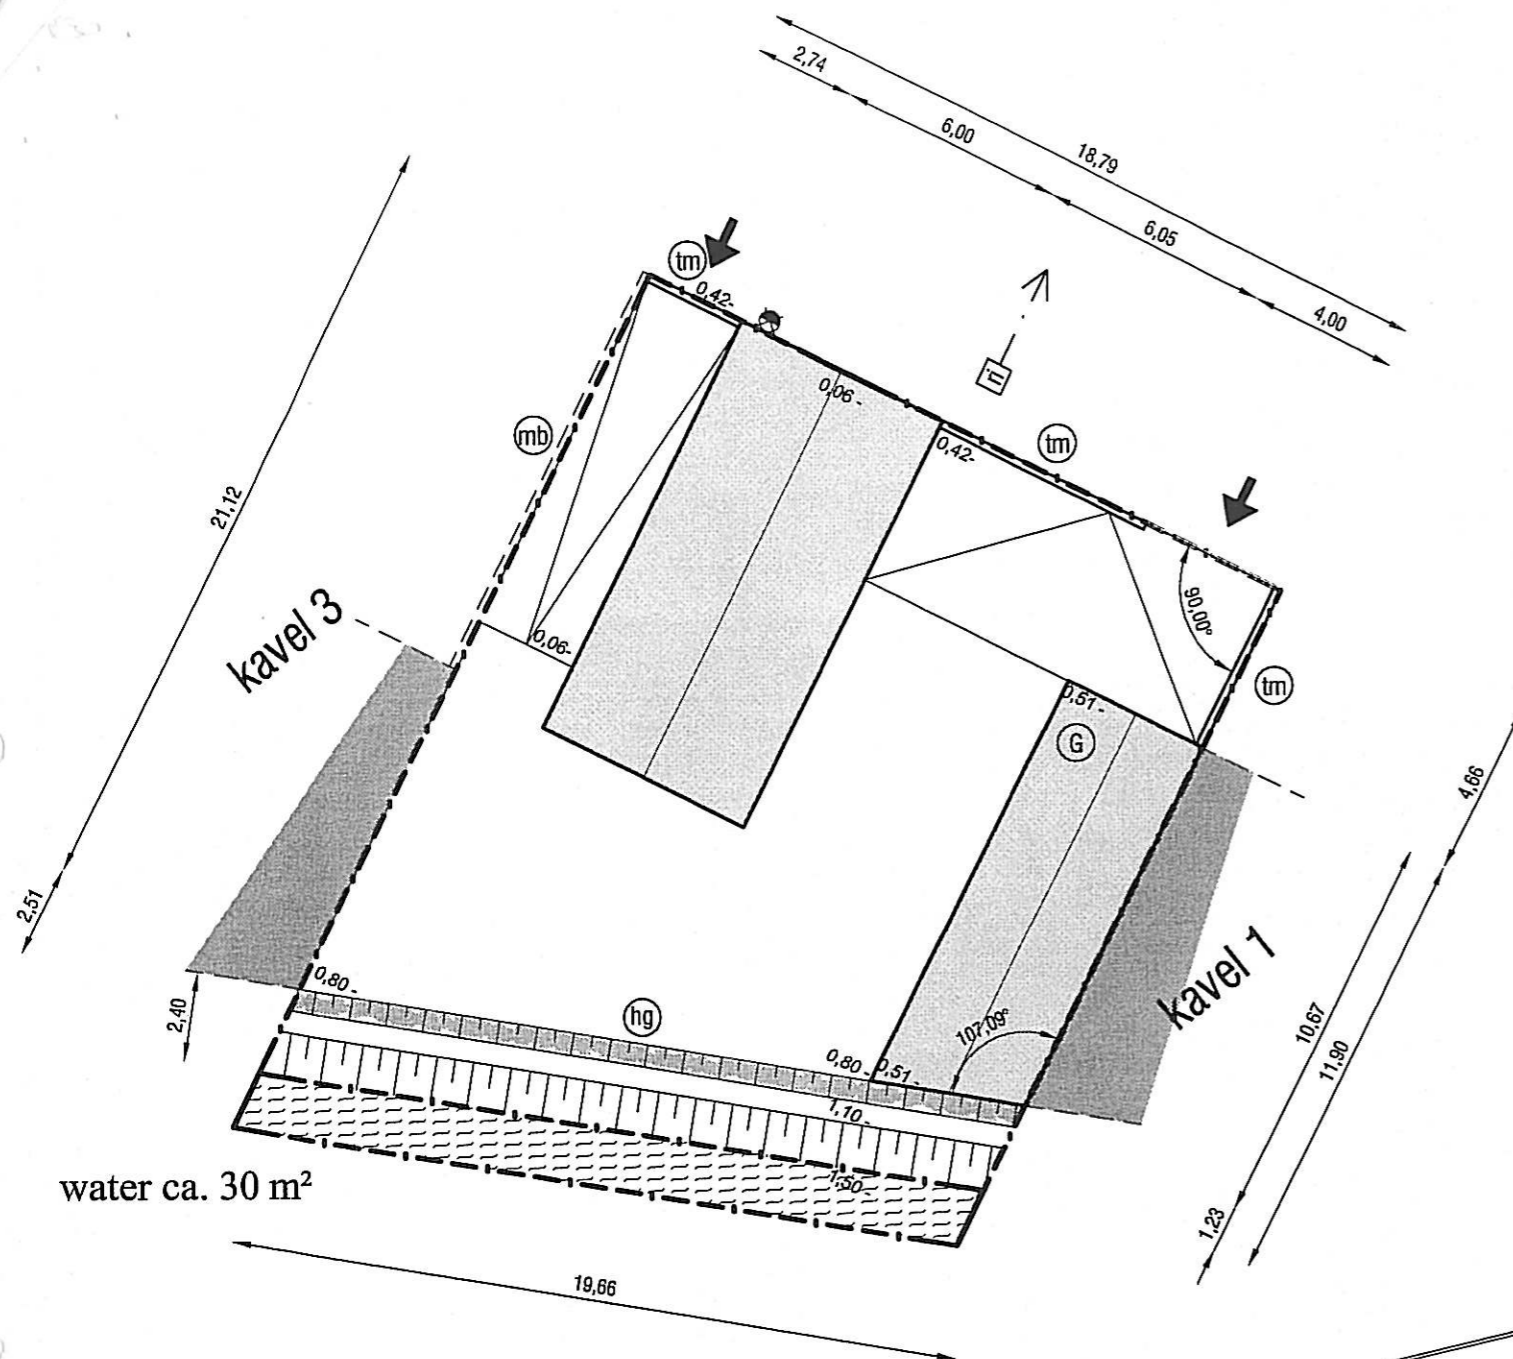 2,74
6,00
18,79
6,05
4,00
tm
0,42-
0,06 -
ri
tm
0,42-
mb
21,12
90,00°
kavel 3
0,06-
tm
0,51-
G
4,66
2,51
0,80 -
2,40
hg
107,09°
kavel 1
10,67
11,90
0,80 -
0,51-
1,10 -
1,50 -
water ca. 30 m²
1,23
19,66